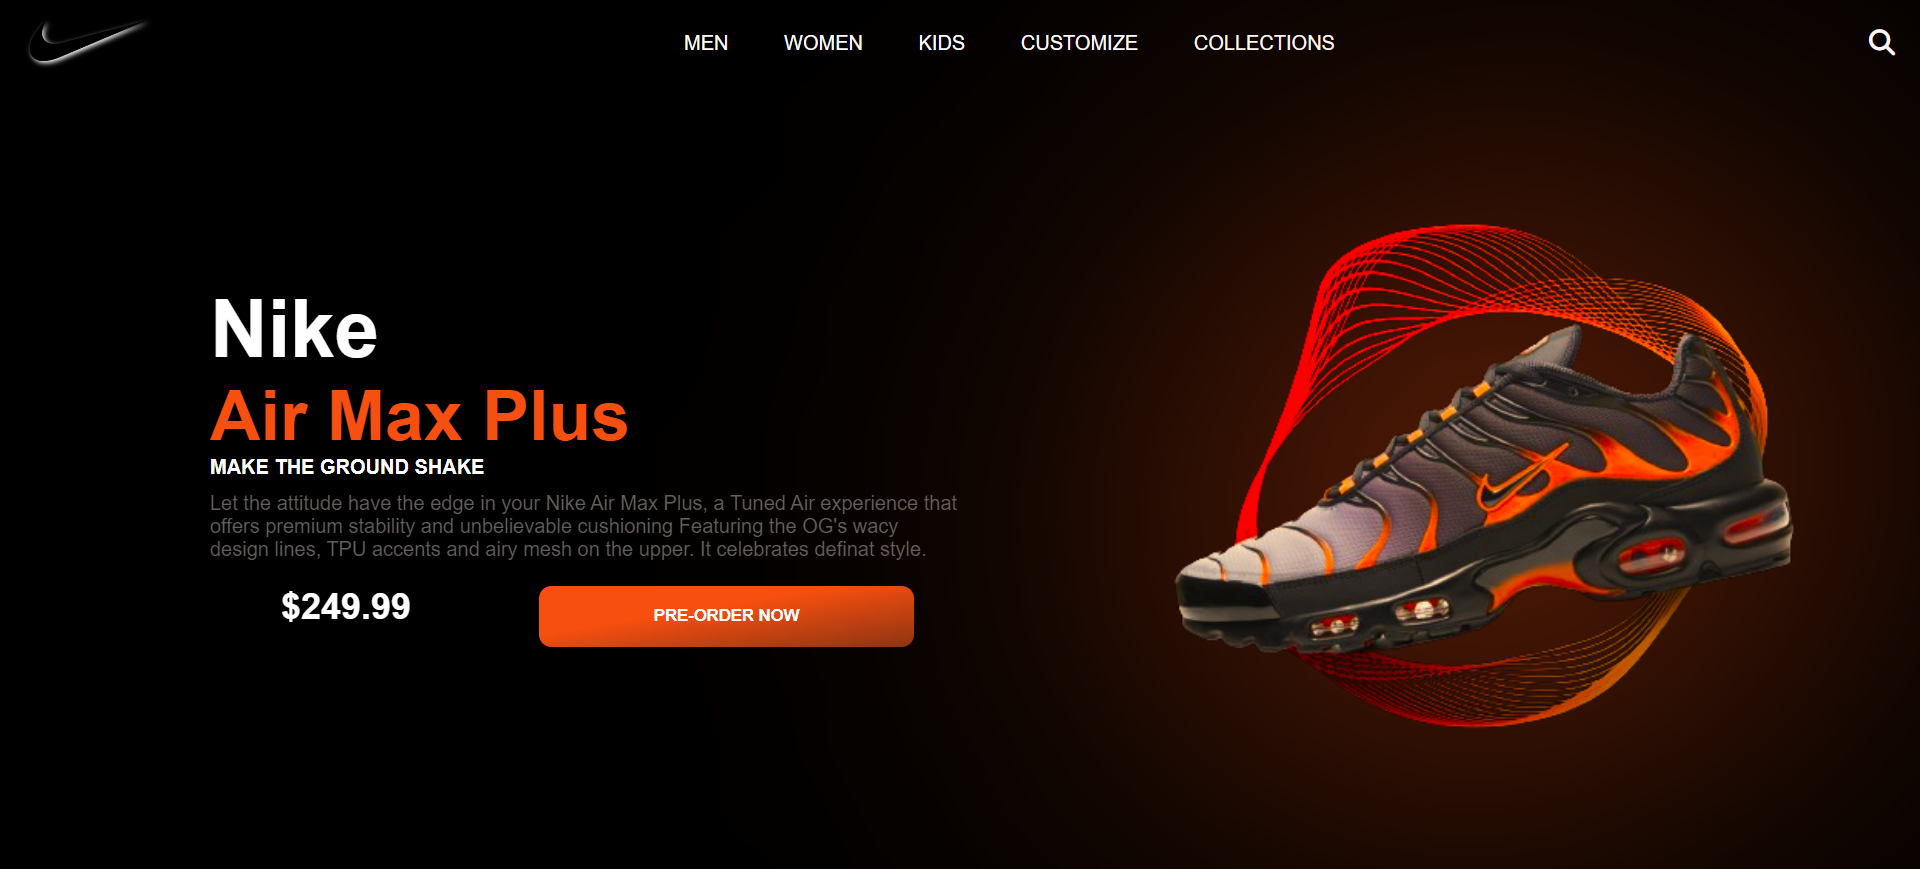 MEN WOMEN KIDS CUSTOMIZE COLLECTIONS
Nike
Air Max Plus
MAKE THE GROUND SHAKE
Let the attitude have the edge in your Nike Air Max Plus, a Tuned Air experience that
offers premium stability and unbelievable cushioning Featuring the OG's wacy
design lines, TPU accents and airy mesh on the upper. It celebrates definat style.
$249.99
PRE-ORDER NOW